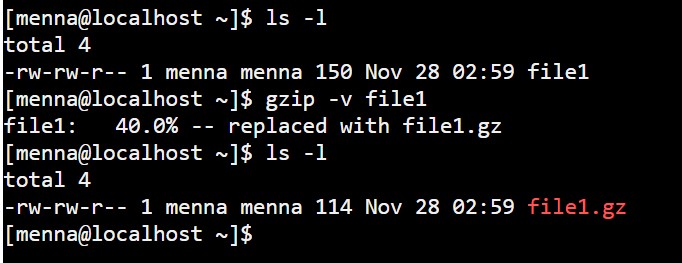 [menna@localhost ~]$ ls -l
total 4
-rw-rw-r-- 1 menna menna 150 Nov 28 02:59 file1
[menna@localhost ~]$ gzip -v file1
file1:   40.0% -- replaced with file1.gz
[menna@localhost ~]$ ls -l
total 4
-rw-rw-r-- 1 menna menna 114 Nov 28 02:59 file1.gz
[menna@localhost ~]$